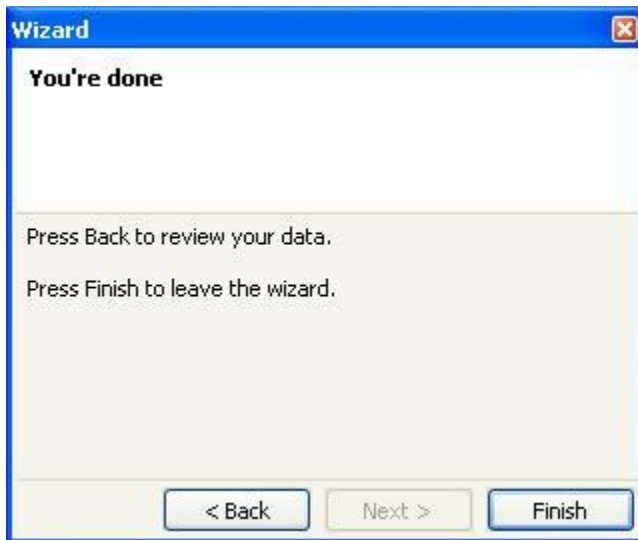 Wizard
You're done
Press Back to review your data.
Press Finish to leave the wizard.
< Back Next > Finish